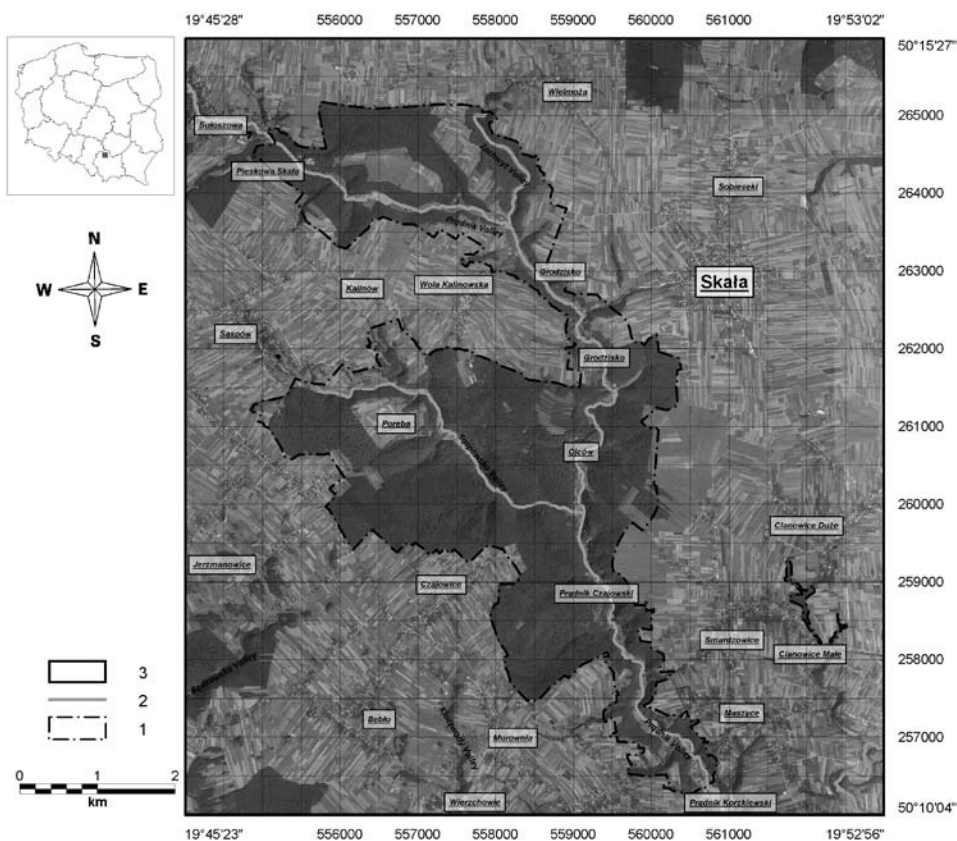 19°45'28" 556000 557000 558000 559000 560000 561000 19°53'02"
50°15'27"
Wielmoża
265000
Sułoszowa
Pieskowa Skała
Sobiesęki
264000
Prądnik Valley
Grodzisko
263000
Skała
Kalinów
Wola Kalinowska
N
W E
S
Sąspów
262000
Grodzisko
Poręba
261000
Ojców
260000
Cianowice Duże
Jerzmanowice
Czajowice
259000
Prądnik Czajowski
Smardzowice
Cianowice Małe
3
258000
2
Bębło
Maszyce
1
Murownia
257000
0 1 2
km
Wierzchowie
Prądnik Korzkiewski
50°10'04"
19°45'23" 556000 557000 558000 559000 560000 561000 19°52'56"